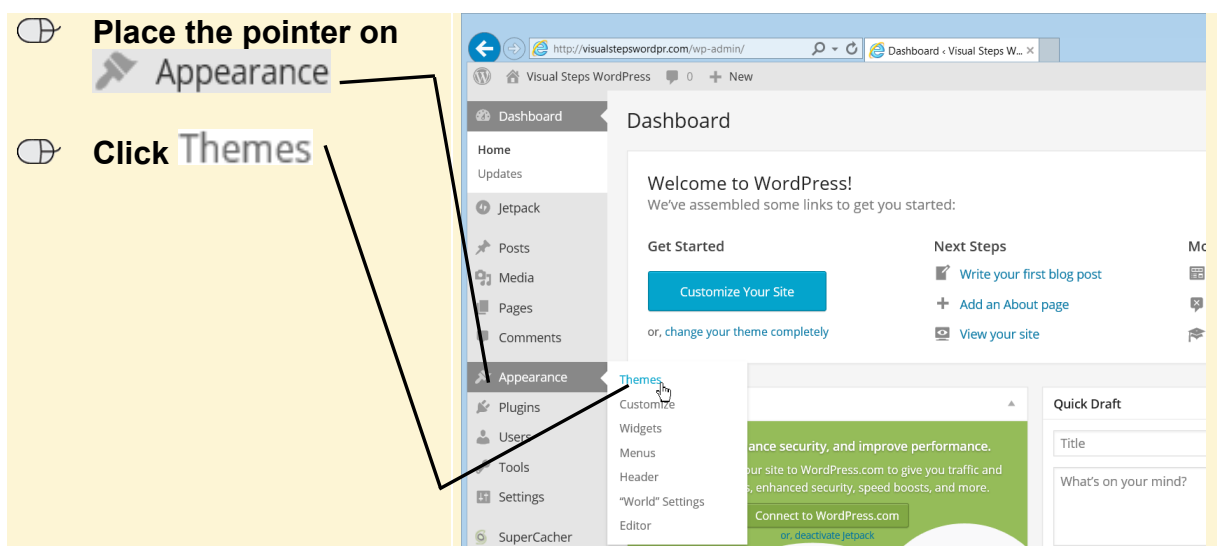 Place the pointer on
Appearance
Click Themes
http://visualstepswordpr.com/wp-admin/
Dashboard ‹ Visual Steps W... ×
Visual Steps WordPress 0 + New
Dashboard
Home
Updates
Jetpack
Posts
Media
Pages
Comments
Appearance
Plugins
Users
Tools
Settings
SuperCacher
Themes
Customize
Widgets
Menus
Header
“World” Settings
Editor
Dashboard
Welcome to WordPress!
We’ve assembled some links to get you started:
Get Started
Customize Your Site
or, change your theme completely
Next Steps
Write your first blog post
+ Add an About page
View your site
security, and improve performance.
site to WordPress.com to give you traffic and
enhanced security, speed boosts, and more.
Connect to WordPress.com
or, deactivate Jetpack
Quick Draft
Title
What’s on your mind?